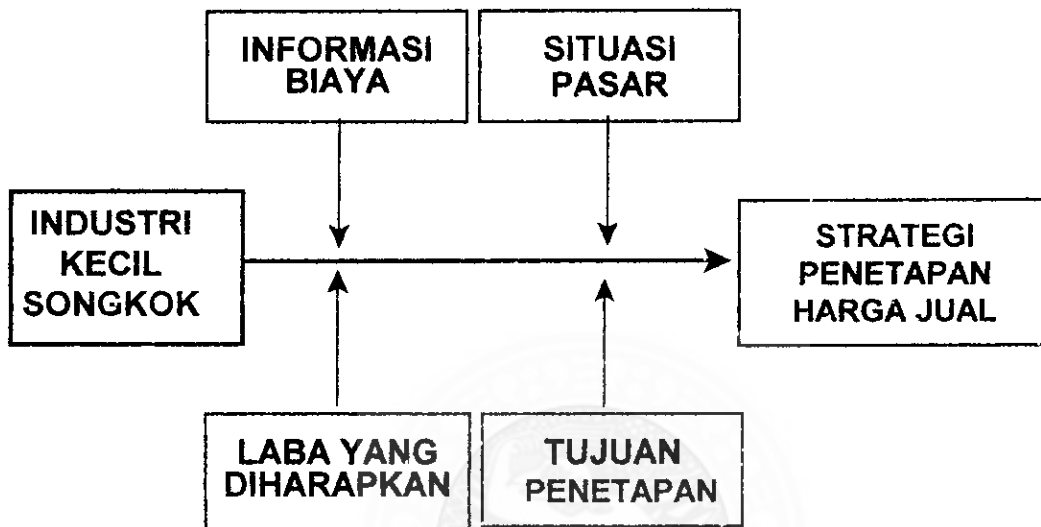 INFORMASI
BIAYA
SITUASI
PASAR
INDUSTRI
KECIL
SONGKOK
STRATEGI
PENETAPAN
HARGA JUAL
LABA YANG
DIHARAPKAN
TUJUAN
PENETAPAN